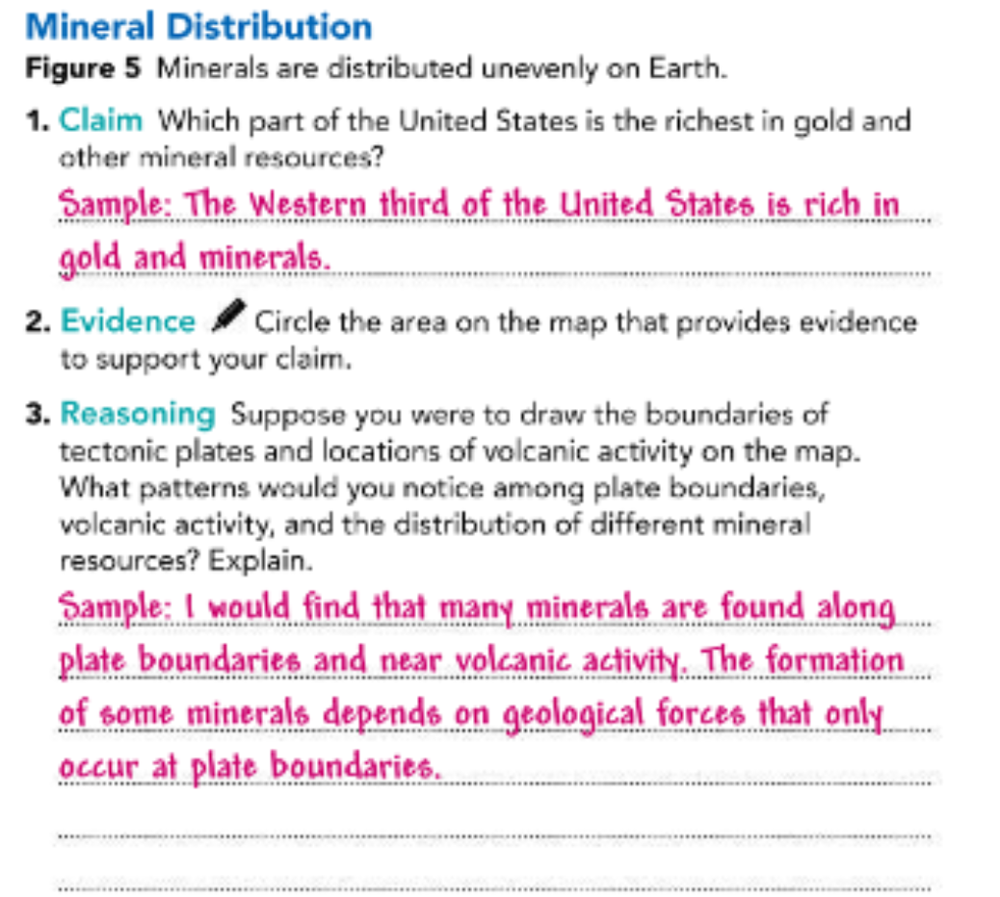 Mineral Distribution
Figure 5 Minerals are distributed unevenly on Earth.
1. Claim Which part of the United States is the richest in gold and
other mineral resources?
Sample: The Western third of the United States is rich in
gold and minerals.
2. Evidence Circle the area on the map that provides evidence
to support your claim.
3. Reasoning Suppose you were to draw the boundaries of
tectonic plates and locations of volcanic activity on the map.
What patterns would you notice among plate boundaries,
volcanic activity, and the distribution of different mineral
resources? Explain.
Sample: I would find that many minerals are found along
plate boundaries and near volcanic activity. The formation
of some minerals depends on geological forces that only
occur at plate boundaries.